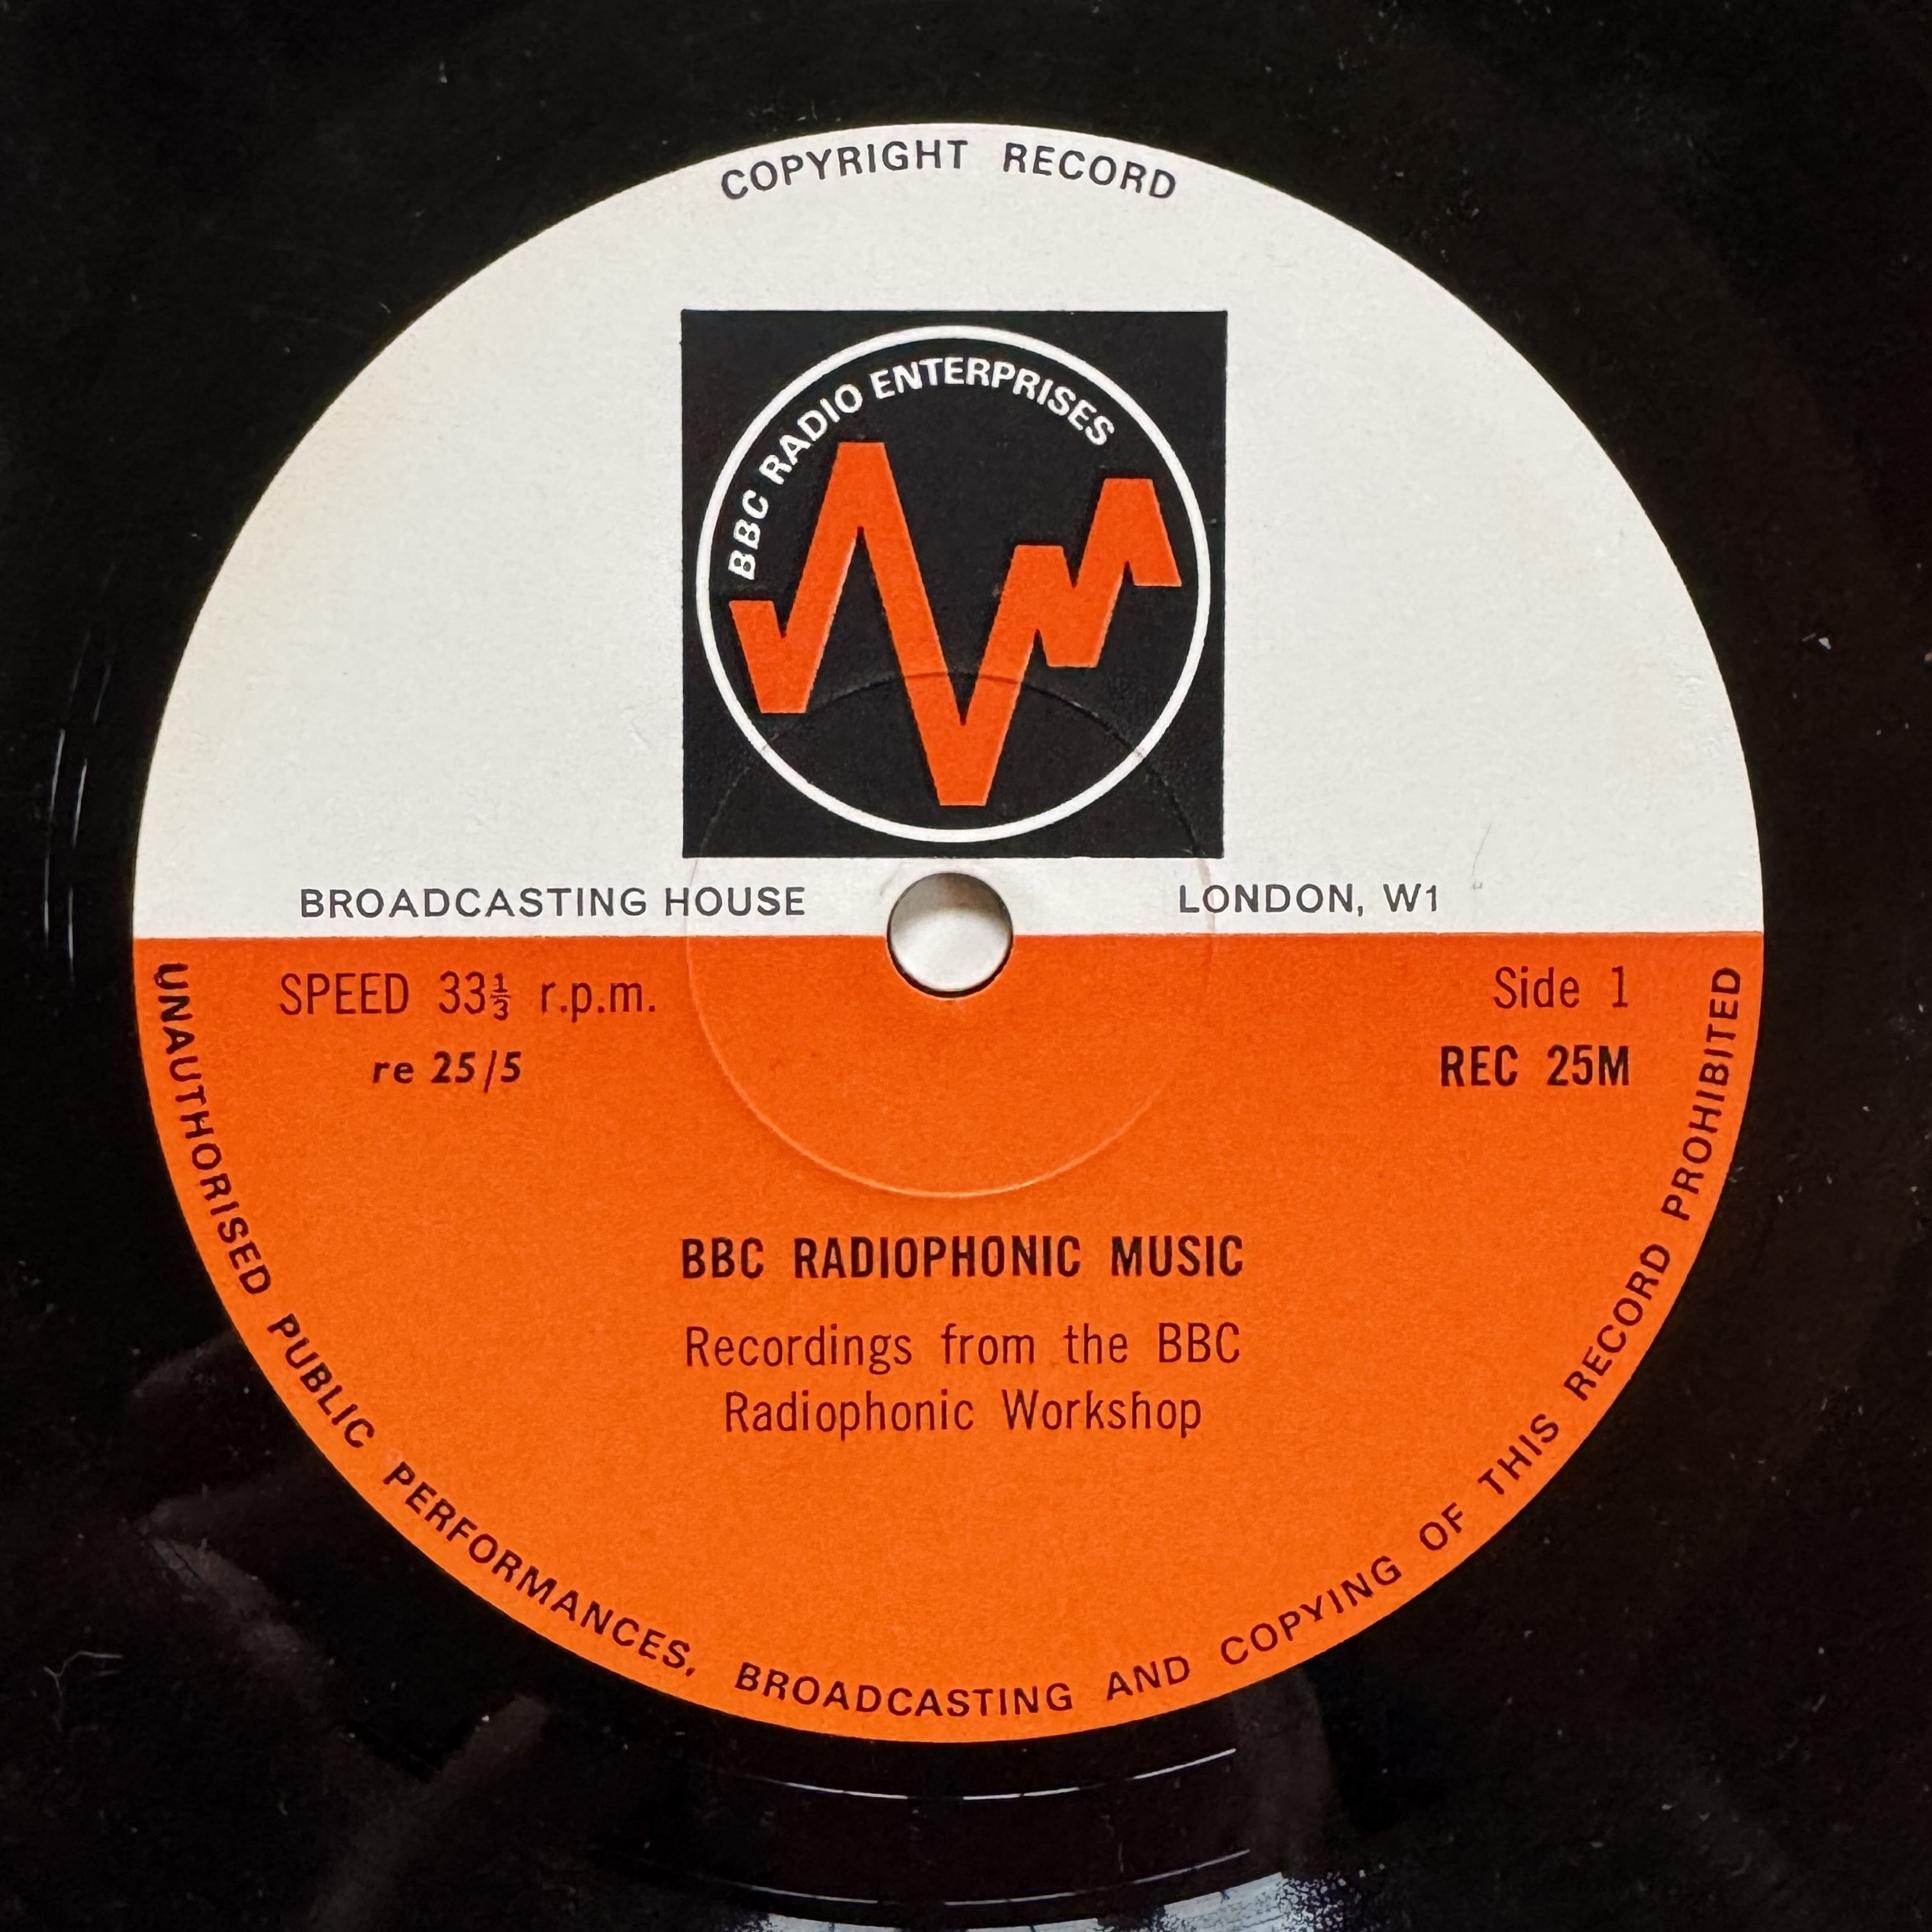 COPYRIGHT RECORD
BBC RADIO ENTERPRISES
BROADCASTING HOUSE
LONDON, W1
SPEED 33⅓ r.p.m.
Side 1
re 25/5
REC 25M
BBC RADIOPHONIC MUSIC
Recordings from the BBC
Radiophonic Workshop
UNAUTHORISED PUBLIC PERFORMANCES, BROADCASTING AND COPYING OF THIS RECORD PROHIBITED